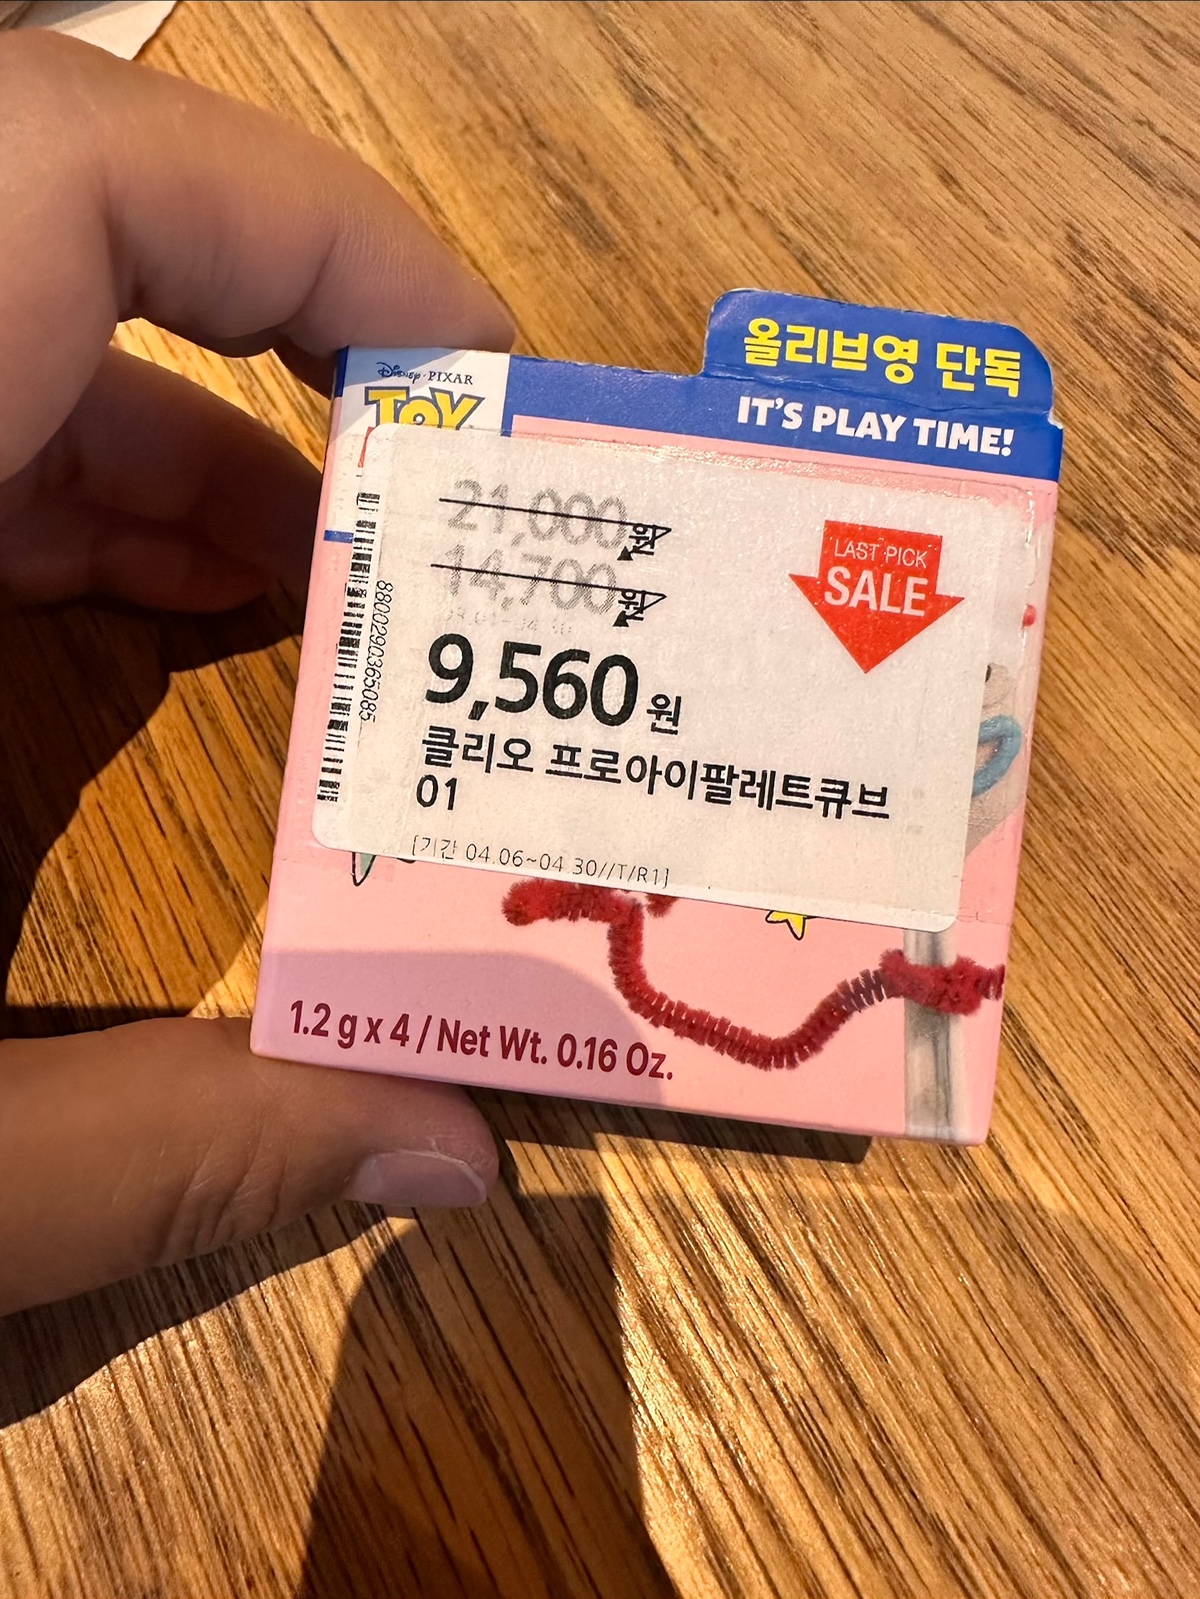 올리브영 단독
IT'S PLAY TIME!
Disney · PIXAR
TOY
21,000원
14,700원
LAST PICK
SALE
9,560원
클리오 프로아이팔레트큐브
01
[기간 04.06~04.30//T/R1]
8800290365085
1.2 g x 4 / Net Wt. 0.16 Oz.